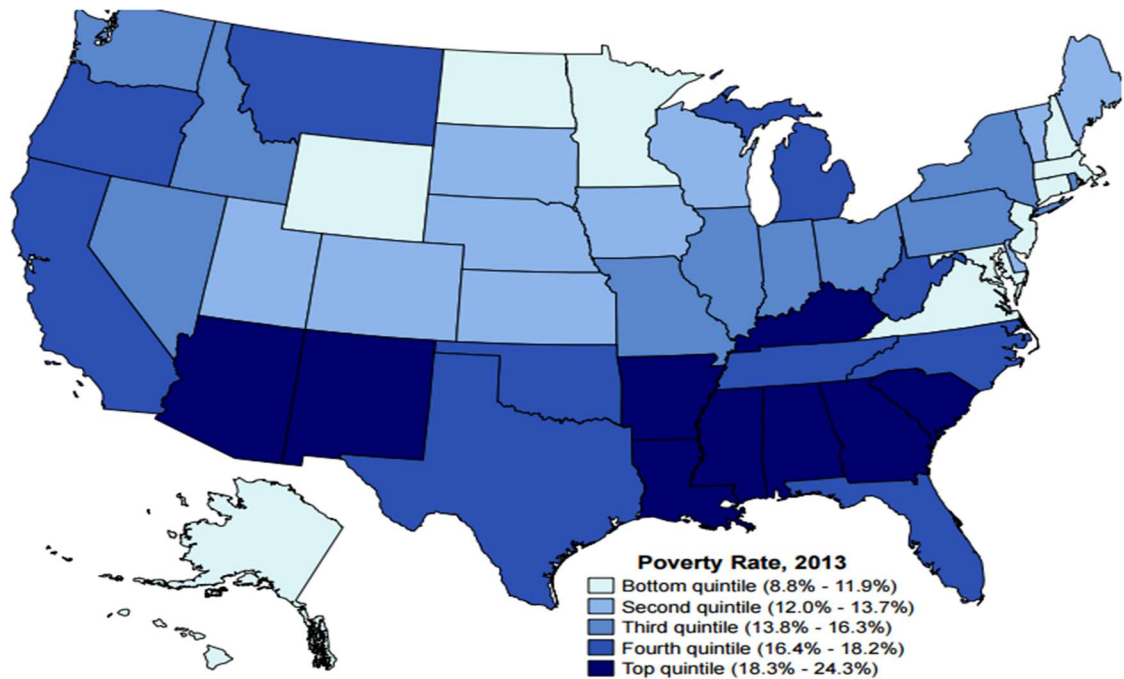 Poverty Rate, 2013
Bottom quintile (8.8% - 11.9%)
Second quintile (12.0% - 13.7%)
Third quintile (13.8% - 16.3%)
Fourth quintile (16.4% - 18.2%)
Top quintile (18.3% - 24.3%)